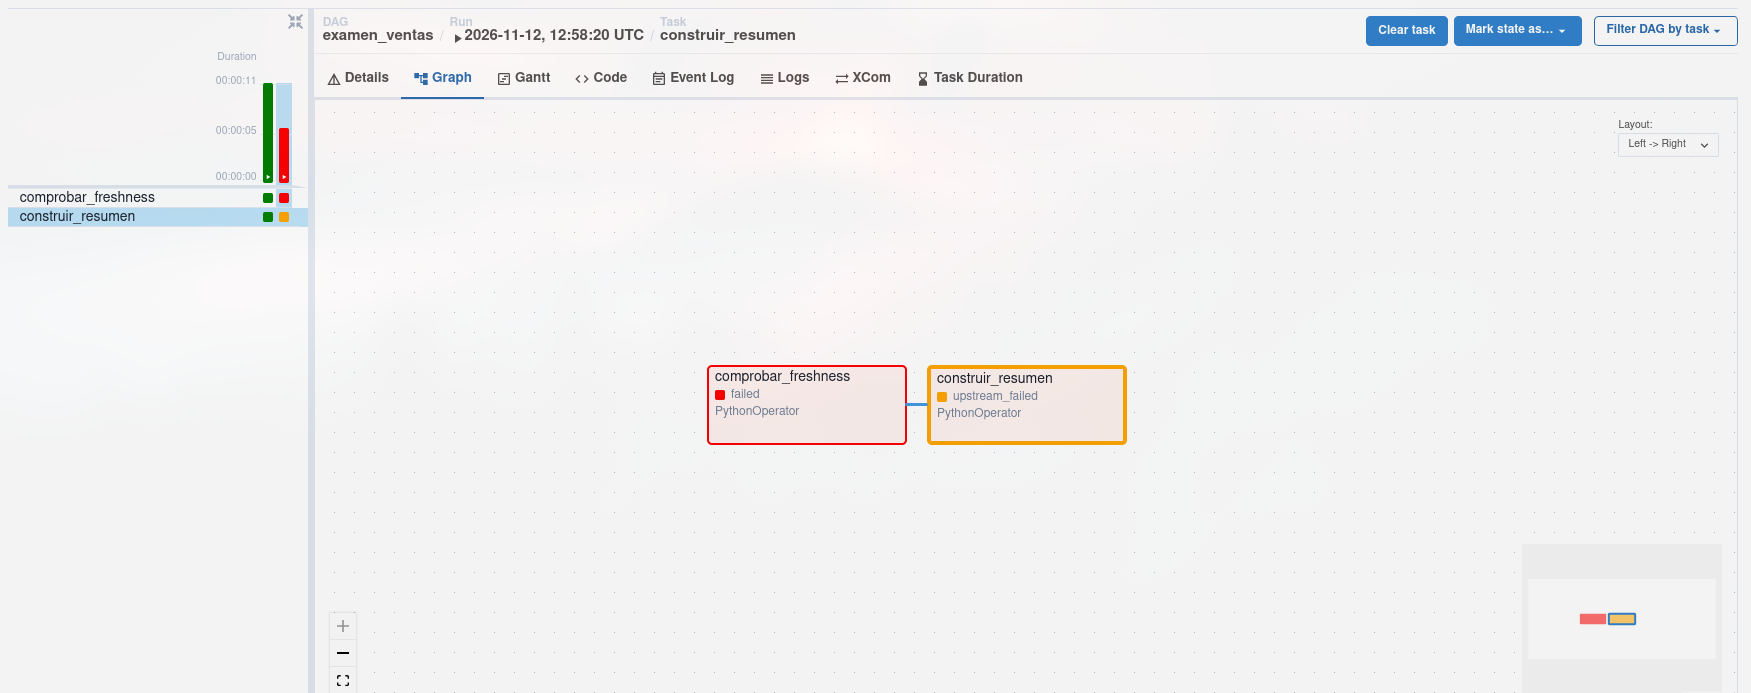 DAG
examen_ventas
/
Run
2026-11-12, 12:58:20 UTC
/
Task
construir_resumen
Clear task
Mark state as...
Filter DAG by task
Duration
00:00:11
00:00:05
00:00:00
comprobar_freshness
construir_resumen
Details
Graph
Gantt
Code
Event Log
Logs
XCom
Task Duration
Layout:
Left -> Right
comprobar_freshness
failed
PythonOperator
construir_resumen
upstream_failed
PythonOperator